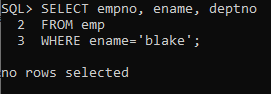 SQL> SELECT empno, ename, deptno
  2  FROM emp
  3  WHERE ename='blake';
no rows selected